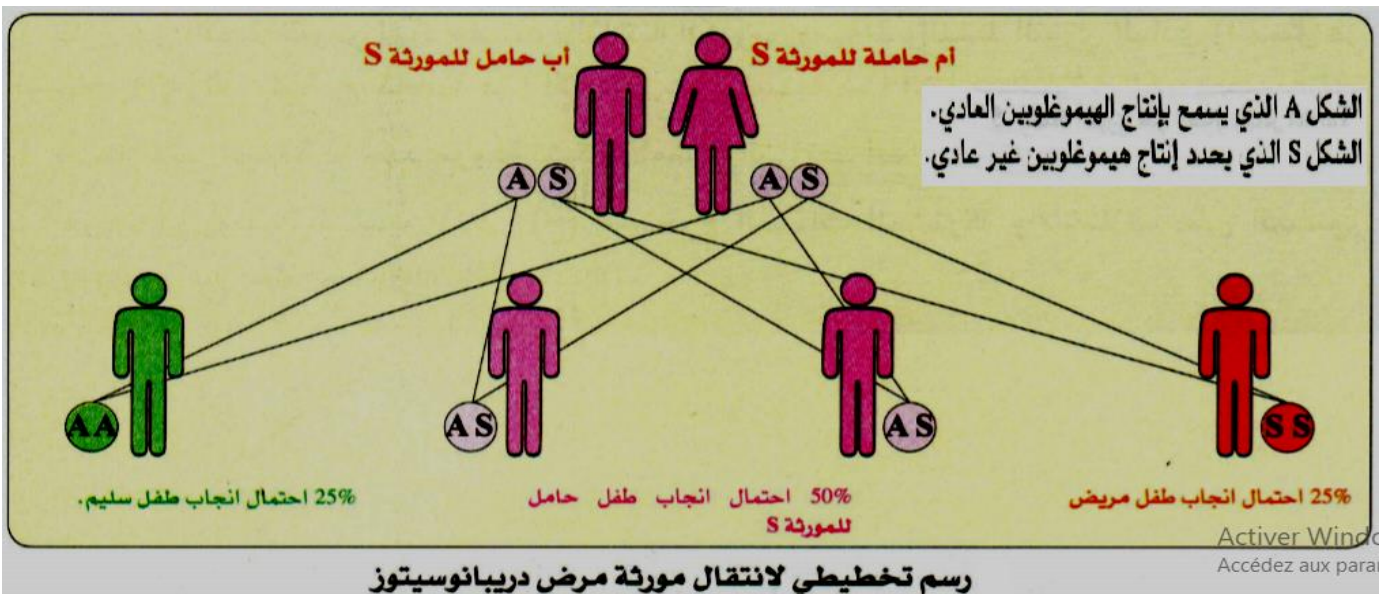 أم حاملة للمورثة S
أب حامل للمورثة S
الشكل A الذي يسمح بإنتاج الهيموغلوبين العادي.
الشكل S الذي يحدد إنتاج هيموغلوبين غير عادي.
A S
A S
AA
A S
A S
S S
25% احتمال انجاب طفل مريض
50% احتمال انجاب طفل حامل
للمورثة S
25% احتمال انجاب طفل سليم.
Activer Windo
Accédez aux paran
رسم تخطيطي لانتقال مورثة مرض دريبانوسيتوز